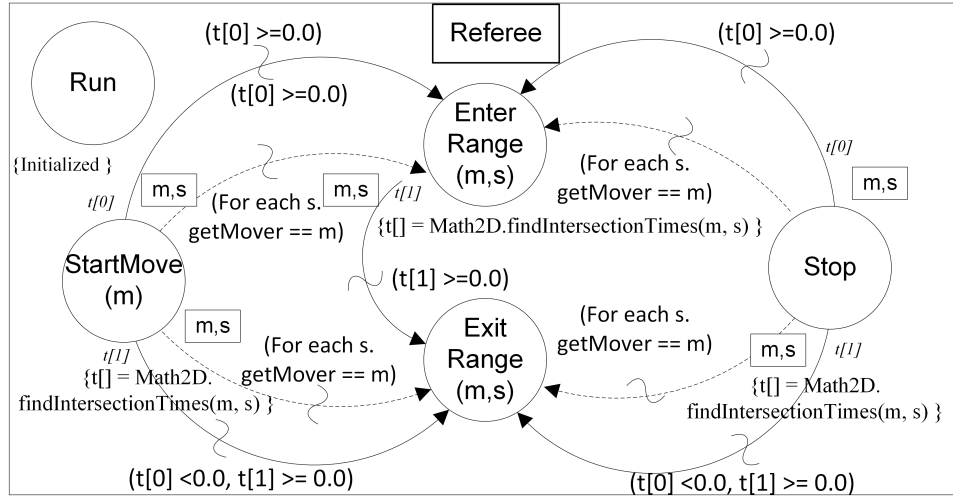 (t[0] >=0.0)
Referee
(t[0] >=0.0)
Run
(t[0] >=0.0)
Enter
Range
(m,s)
{Initialized }
t[0]
m,s
(For each s.
getMover == m)
m,s
t[1]
(For each s.
getMover == m)
t[0]
m,s
{t[] = Math2D.findIntersectionTimes(m, s) }
StartMove
(m)
Stop
(t[1] >=0.0)
m,s
Exit
Range
(m,s)
(For each s.
getMover == m)
(For each s.
getMover == m)
m,s
t[1]
t[1]
{t[] = Math2D.
findIntersectionTimes(m, s) }
{t[] = Math2D.
findIntersectionTimes(m, s) }
(t[0] <0.0, t[1] >= 0.0)
(t[0] <0.0, t[1] >= 0.0)